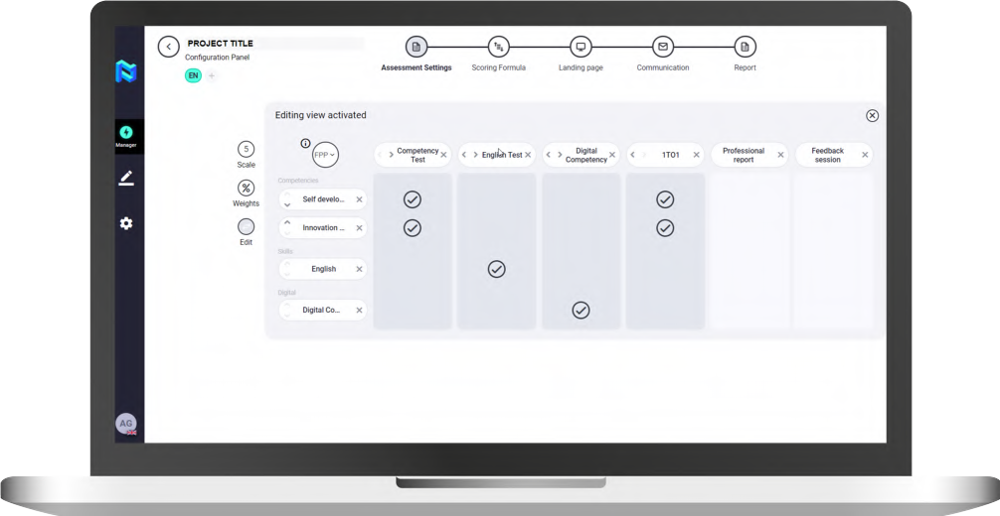 PROJECT TITLE
Configuration Panel
EN +
Manager
AG
Assessment Settings
Scoring Formula
Landing page
Communication
Report
Editing view activated
5
Scale
%
Weights
Edit
FPP
Competency
Test
English Test
Digital
Competency
1TO1
Professional
report
Feedback
session
Competencies
Self develo...
Innovation ...
Skills
English
Digital
Digital Co...